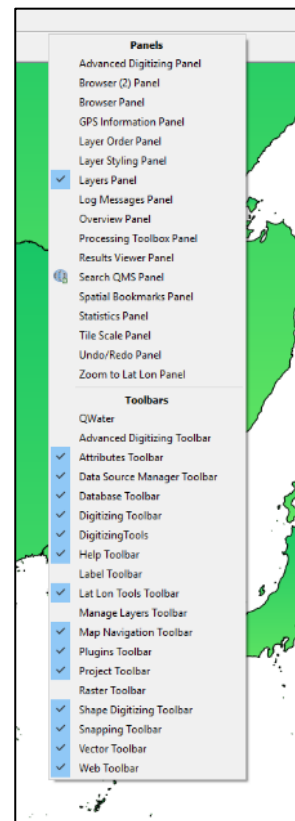 Panels
Advanced Digitizing Panel
Browser (2) Panel
Browser Panel
GPS Information Panel
Layer Order Panel
Layer Styling Panel
Layers Panel
Log Messages Panel
Overview Panel
Processing Toolbox Panel
Results Viewer Panel
Search QMS Panel
Spatial Bookmarks Panel
Statistics Panel
Tile Scale Panel
Undo/Redo Panel
Zoom to Lat Lon Panel
Toolbars
QWater
Advanced Digitizing Toolbar
Attributes Toolbar
Data Source Manager Toolbar
Database Toolbar
Digitizing Toolbar
DigitizingTools
Help Toolbar
Label Toolbar
Lat Lon Tools Toolbar
Manage Layers Toolbar
Map Navigation Toolbar
Plugins Toolbar
Project Toolbar
Raster Toolbar
Shape Digitizing Toolbar
Snapping Toolbar
Vector Toolbar
Web Toolbar